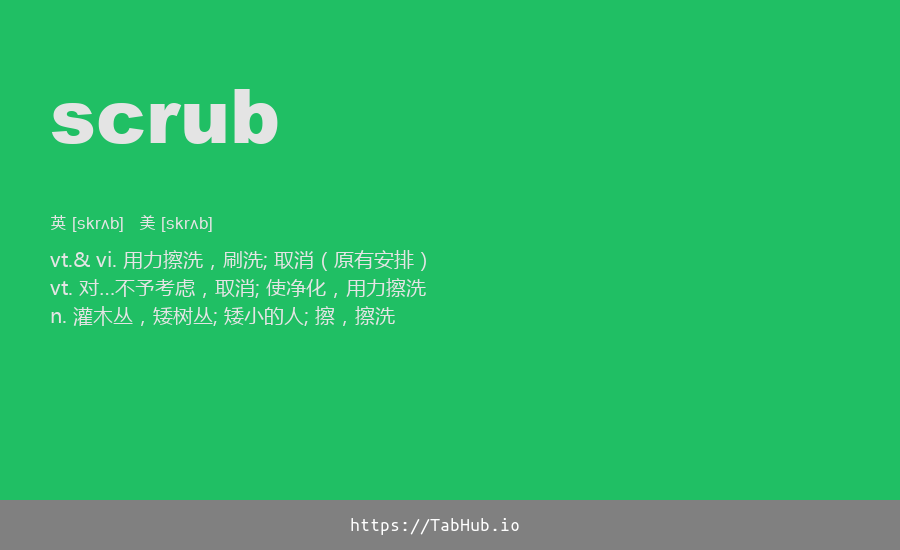 scrub
英 [skrʌb] 美 [skrʌb]
vt.& vi. 用力擦洗，刷洗; 取消（原有安排）
vt. 对…不予考虑，取消; 使净化，用力擦洗
n. 灌木丛，矮树丛; 矮小的人; 擦，擦洗
https://TabHub.io